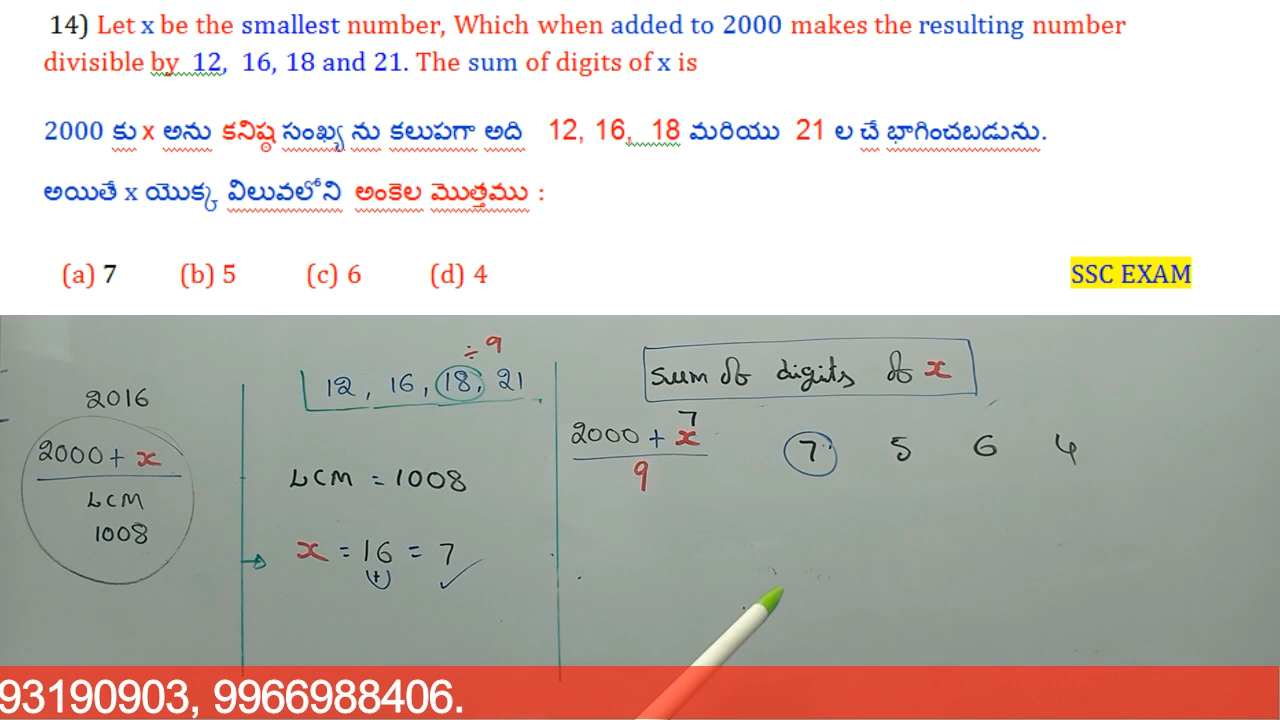 14) Let x be the smallest number, Which when added to 2000 makes the resulting number
divisible by 12, 16, 18 and 21. The sum of digits of x is
2000 కు x అను కనిష్ఠ సంఖ్య ను కలుపగా అది 12, 16, 18 మరియు 21 ల చే భాగించబడును.
అయితే x యొక్క విలువలోని అంకెల మొత్తము :
(a) 7 (b) 5 (c) 6 (d) 4
SSC EXAM
2016
2000 + x
LCM
1008
÷ 9
12, 16, 18, 21
LCM = 1008
x = 16 = 7
(+)
Sum of digits of x
7
2000 + x
9
7 5 6 4
93190903, 9966988406.